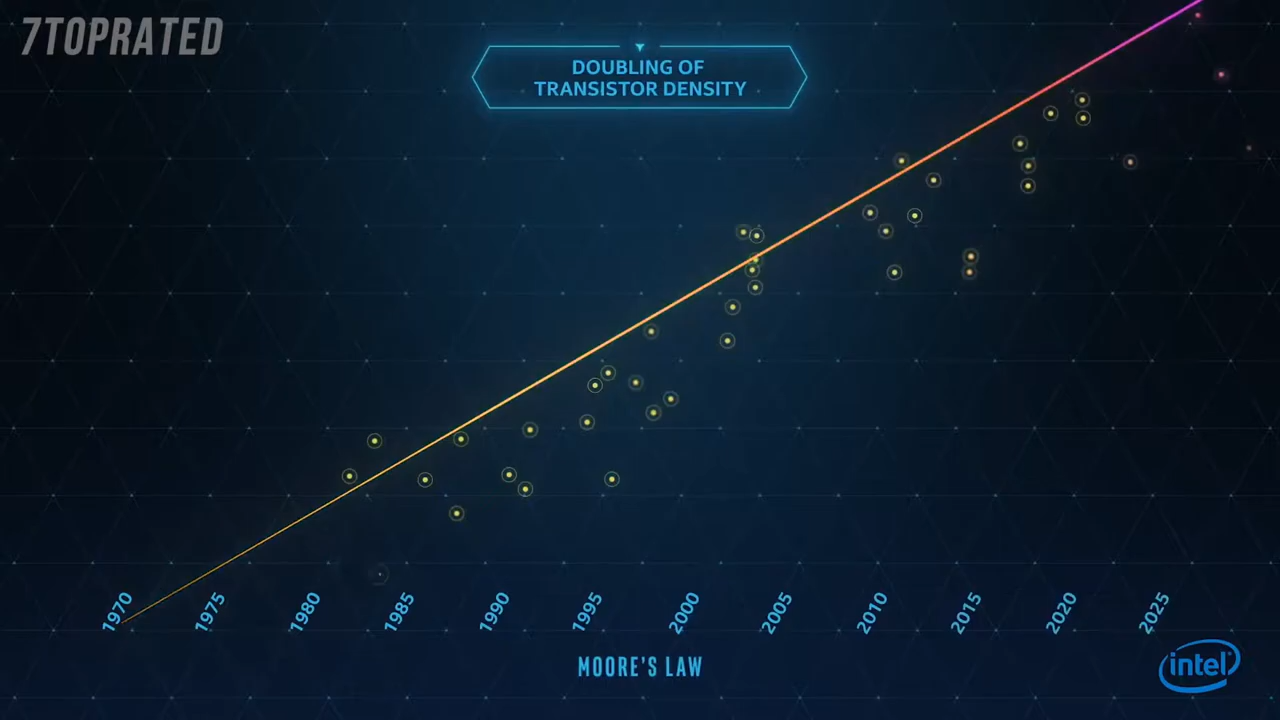 7TOPRATED
DOUBLING OF
TRANSISTOR DENSITY
1970
1975
1980
1985
1990
1995
2000
2005
2010
2015
2020
2025
MOORE'S LAW
intel